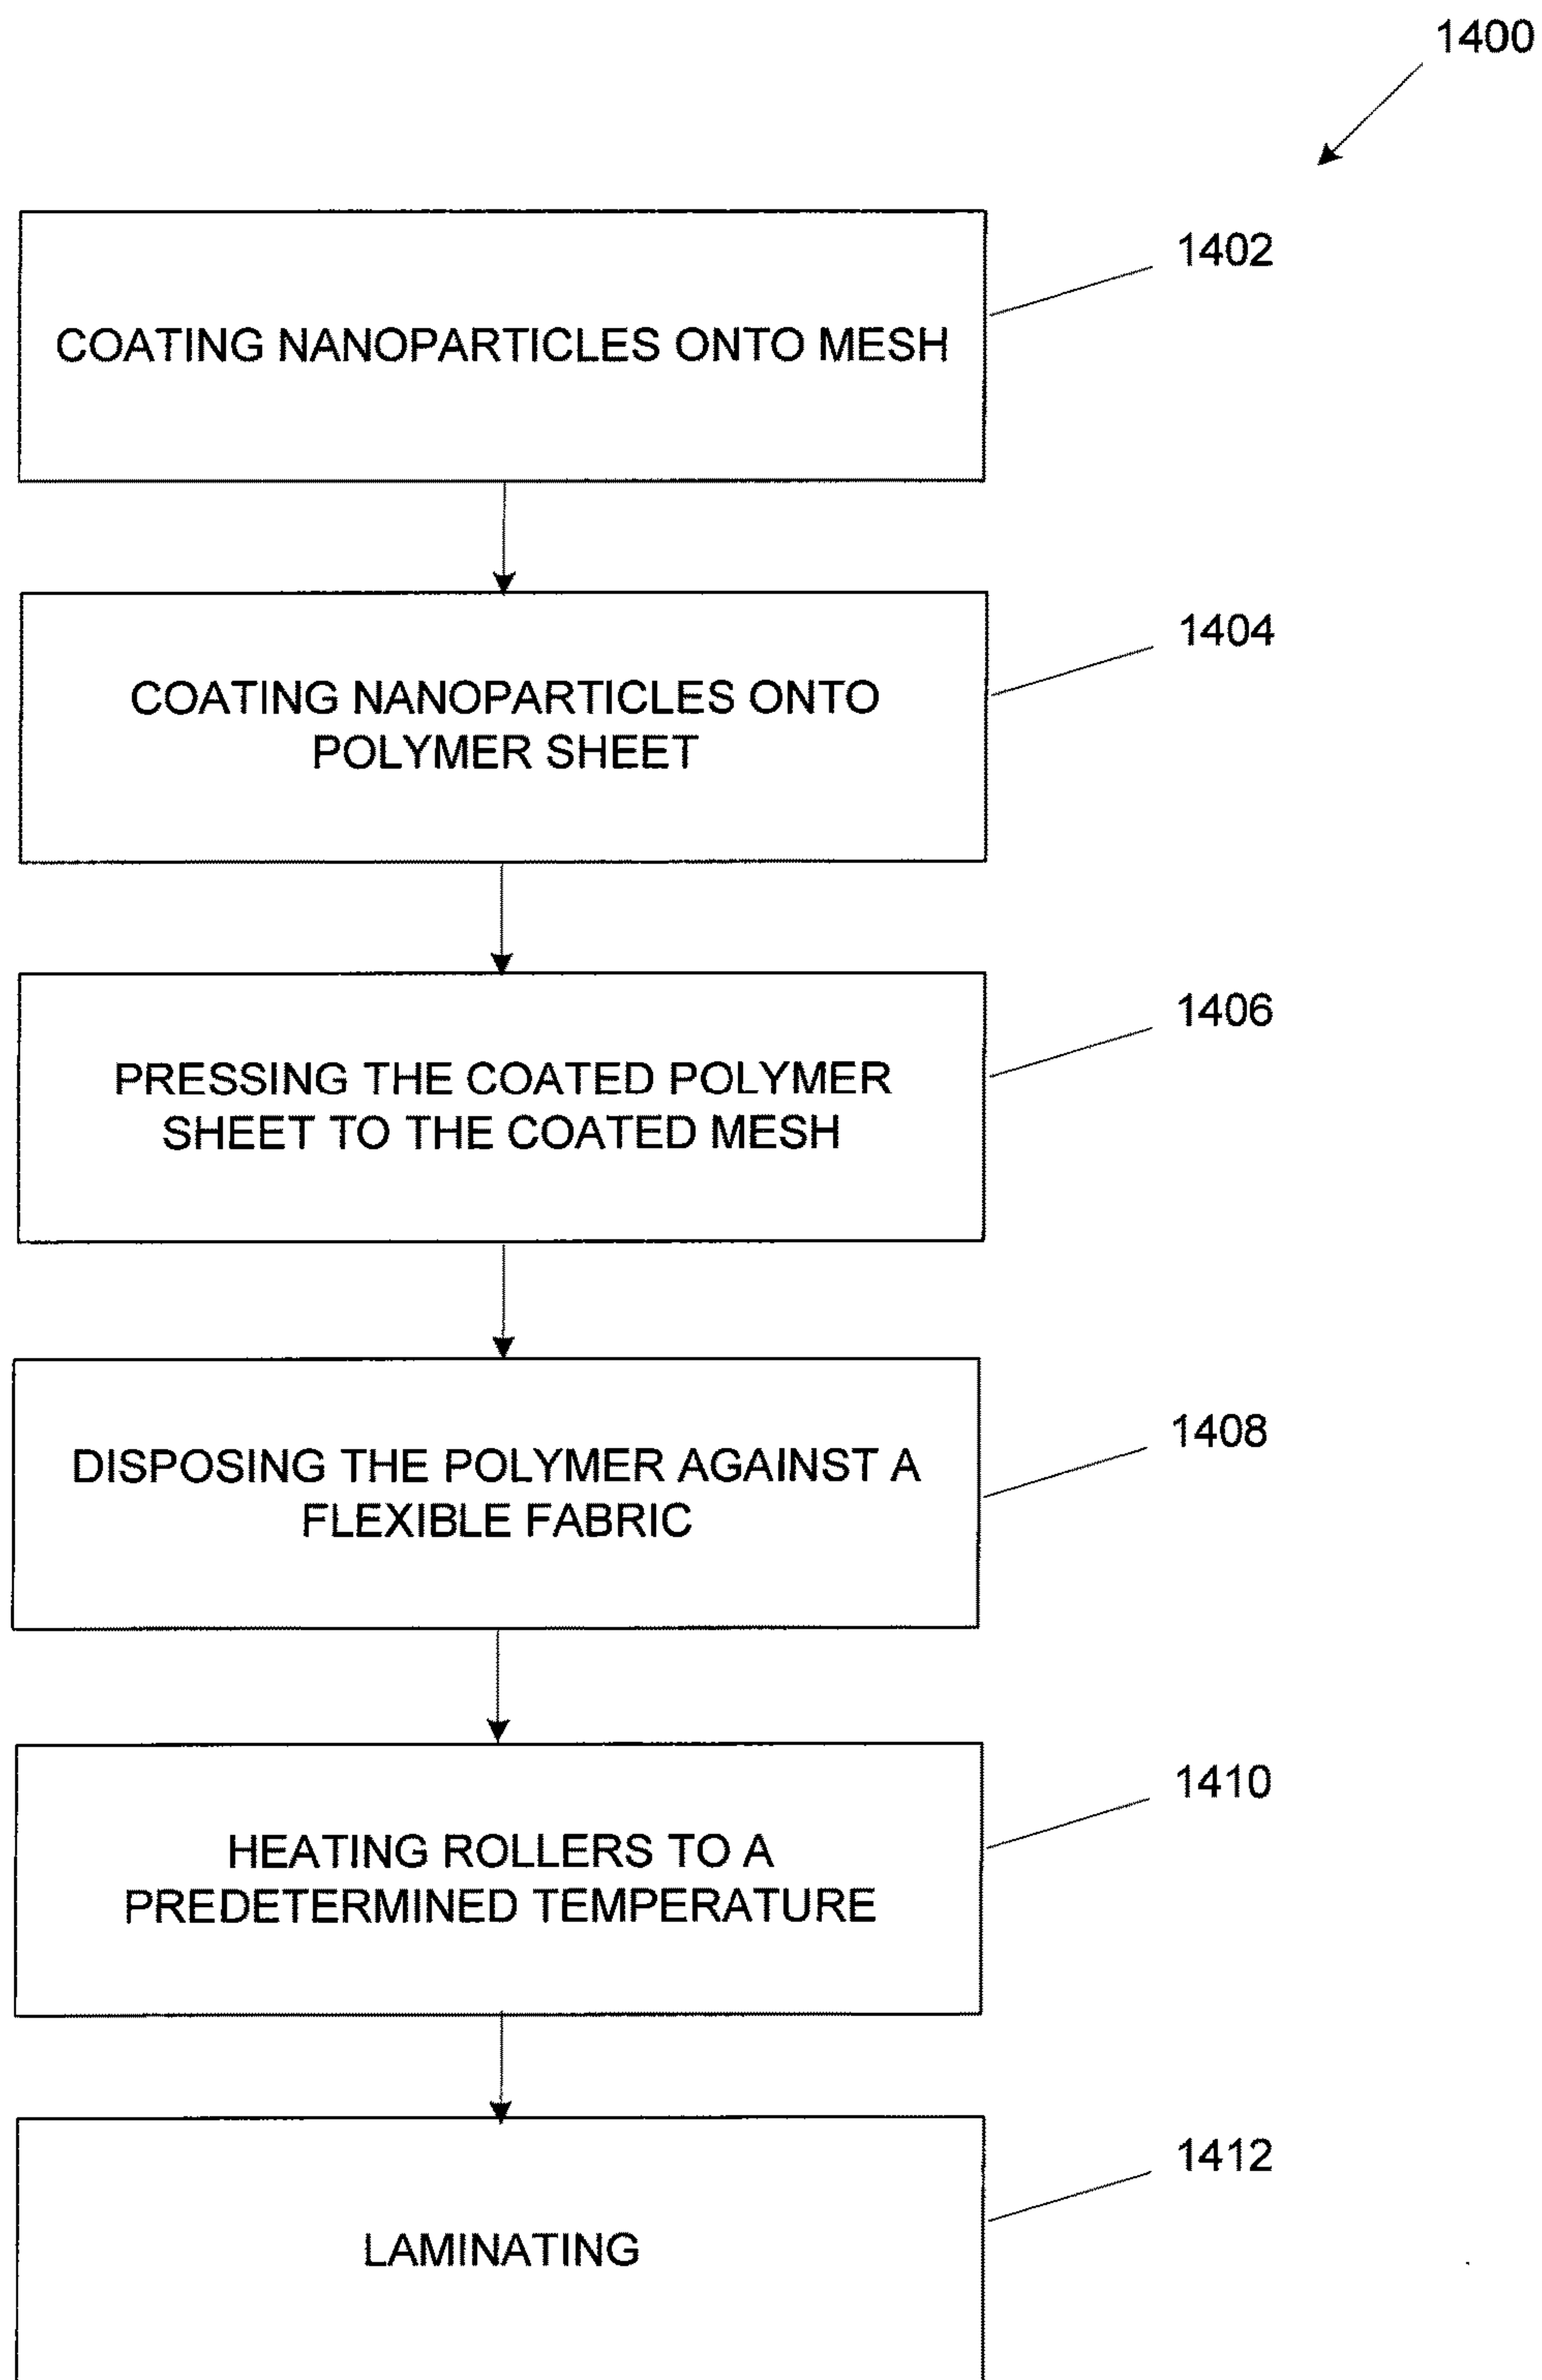 1400
COATING NANOPARTICLES ONTO MESH
1402
COATING NANOPARTICLES ONTO
POLYMER SHEET
1404
PRESSING THE COATED POLYMER
SHEET TO THE COATED MESH
1406
DISPOSING THE POLYMER AGAINST A
FLEXIBLE FABRIC
1408
HEATING ROLLERS TO A
PREDETERMINED TEMPERATURE
1410
LAMINATING
1412